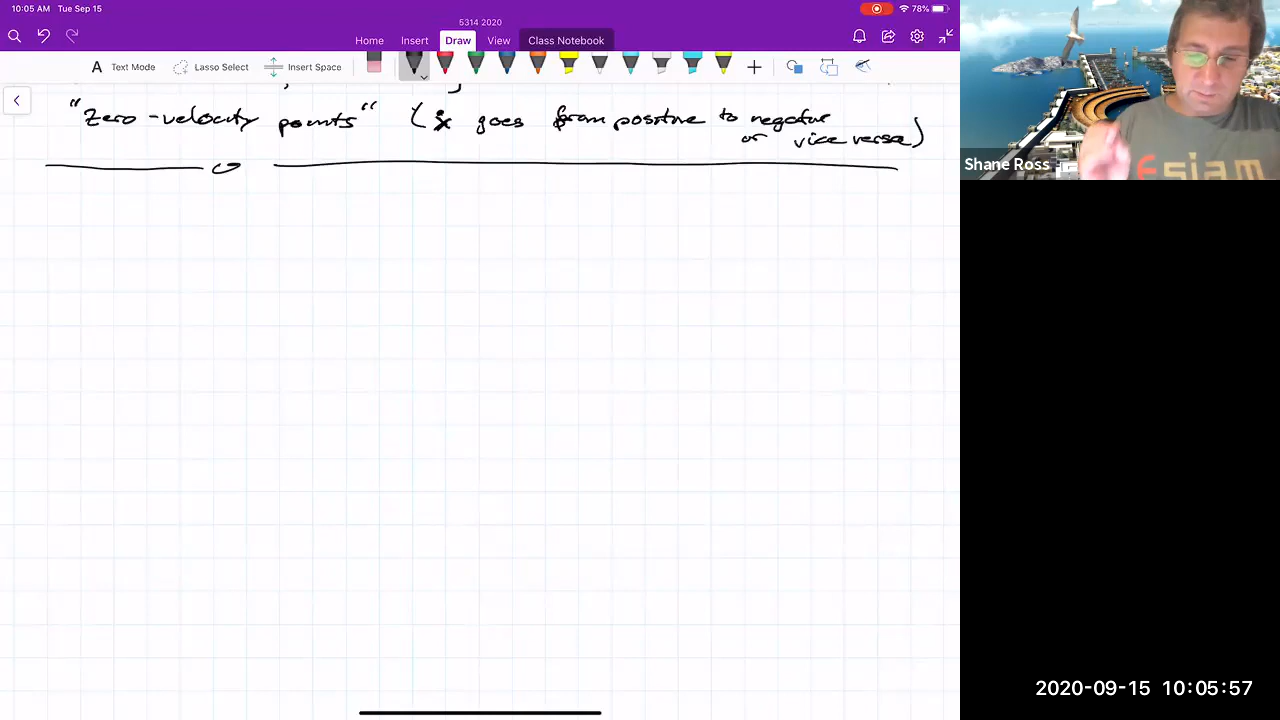 10:05 AM Tue Sep 15
78%
5314 2020
Home Insert Draw View Class Notebook
A Text Mode Lasso Select Insert Space
"Zero-velocity points" (ẋ goes from positive to negative
or vice versa)
Shane Ross
siam
2020-09-15 10:05:57